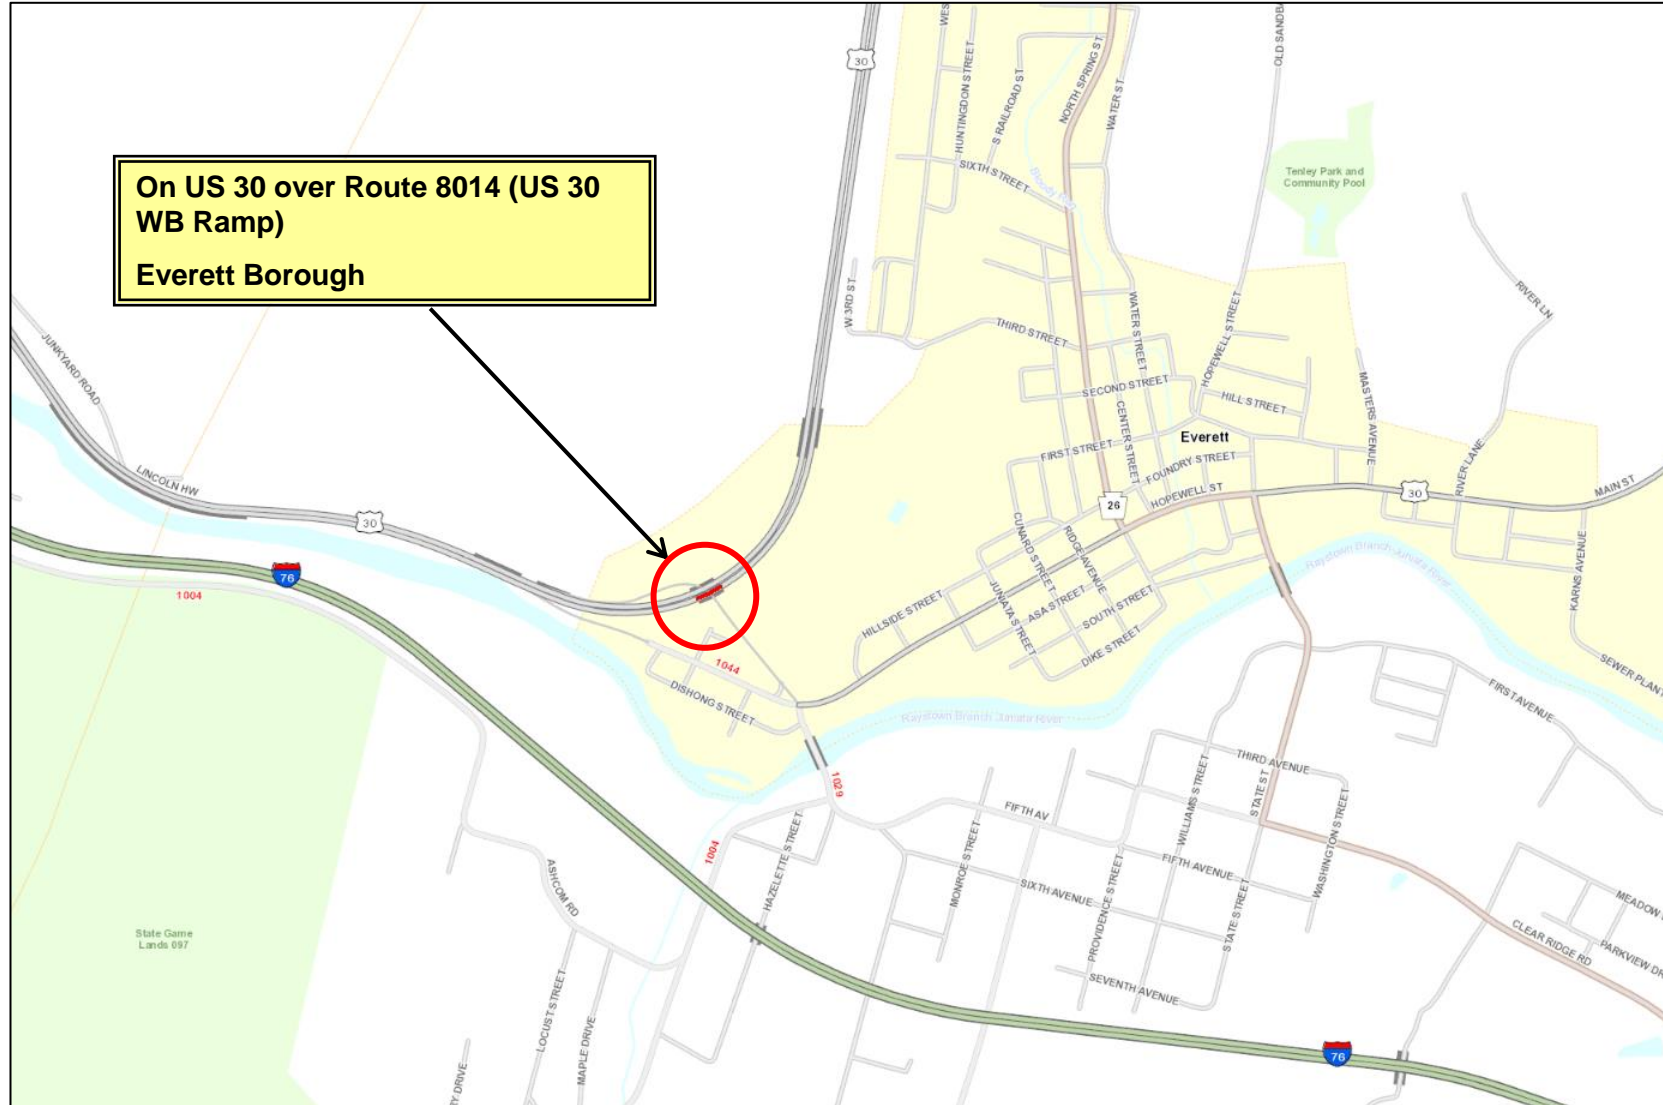 On US 30 over Route 8014 (US 30
WB Ramp)
Everett Borough
30
HUNTINGDON STREET
S RAILROAD ST
NORTH SPRING ST
WATER ST
SIXTH STREET
Tenley Park and
Community Pool
W 3RD ST
THIRD STREET
WATER STREET
HOPEWELL STREET
RIVER LN
JUNKYARD ROAD
SECOND STREET
HILL STREET
MASTERS AVENUE
CENTER STREET
Everett
FIRST STREET
FOUNDRY STREET
HOPEWELL ST
RIVER LANE
MAIN ST
LINCOLN HW
30
26
30
CUNARD STREET
RIDGE AVENUE
KARNS AVENUE
Raystown Branch Juniata River
76
1004
HILLSIDE STREET
JUNIATA STREET
ASA STREET
SOUTH STREET
DIKE STREET
1044
DISHONG STREET
SEWER PLANT
FIRST AVENUE
Raystown Branch Juniata River
1029
THIRD AVENUE
WILLIAMS STREET
STATE ST
WASHINGTON STREET
FIFTH AV
1004
HAZELETTE STREET
MONROE STREET
FIFTH AVENUE
SIXTH AVENUE
PROVIDENCE STREET
STATE STREET
ASHCOM RD
MEADOW
PARKVIEW DR
CLEAR RIDGE RD
State Game
Lands 097
SEVENTH AVENUE
LOCUST STREET
MAPLE DRIVE
76